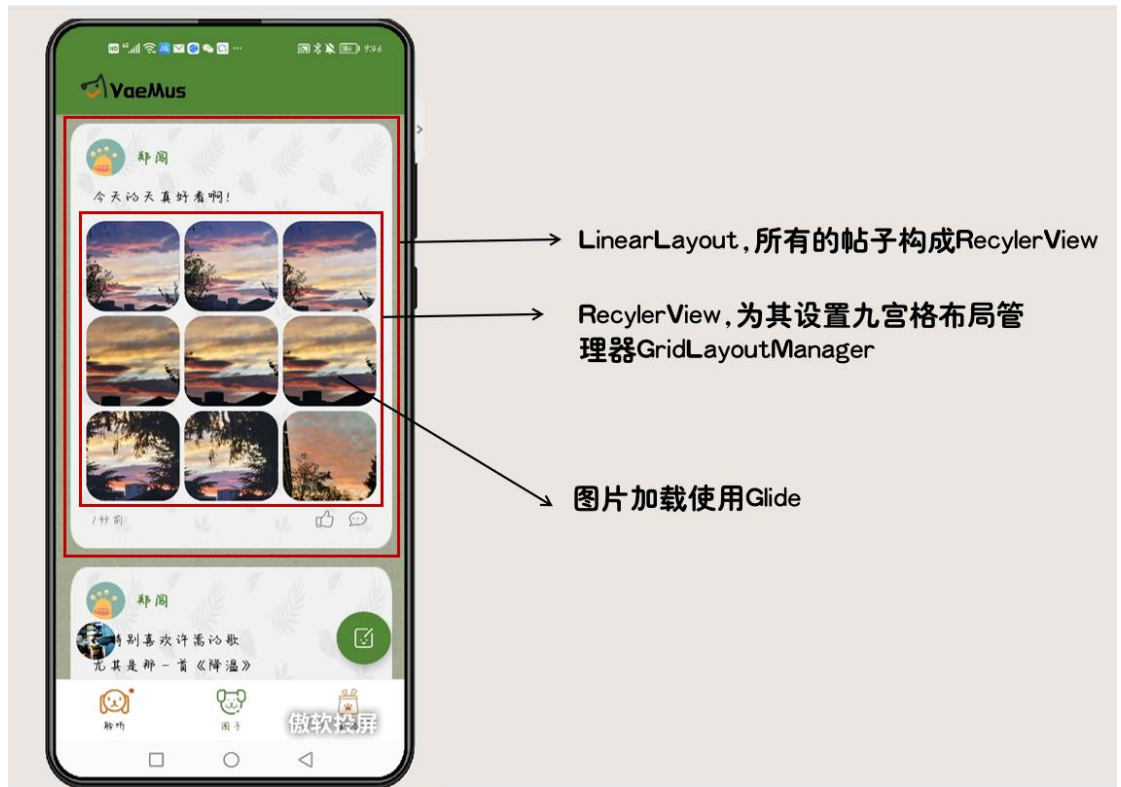 9:06
VaeMus
郑阅
今天的天真好看啊!
LinearLayout,所有的帖子构成RecylerView
RecylerView,为其设置九宫格布局管
理器GridLayoutManager
图片加载使用Glide
1秒前
郑阅
特别喜欢许嵩的歌
尤其是那一首《降温》
聆听
圈子
傲软投屏